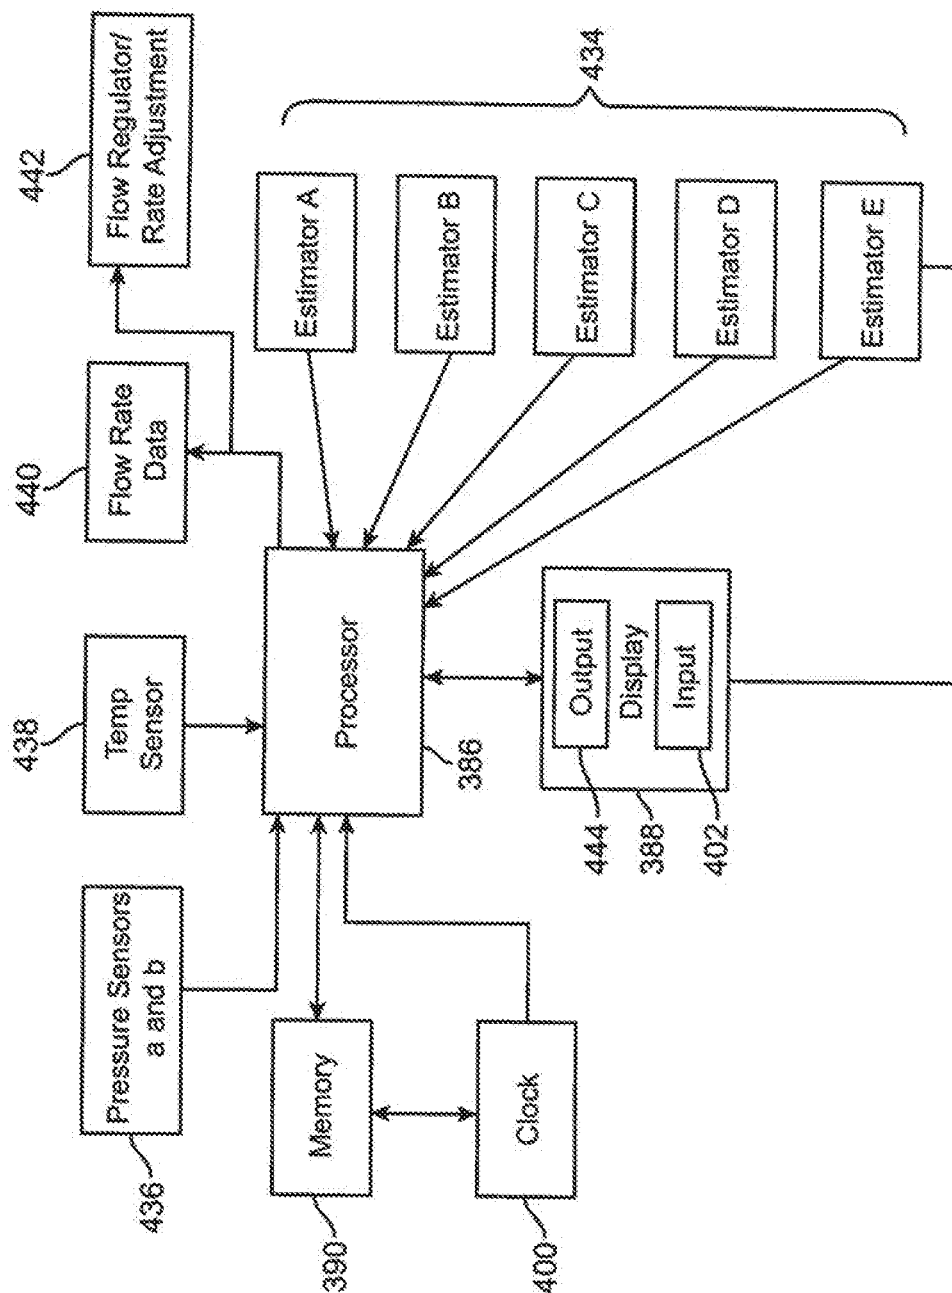 436
Pressure Sensors
a and b
438
Temp
Sensor
440
Flow Rate
Data
442
Flow Regulator/
Rate Adjustment
390
Memory
400
Clock
Processor
386
444
Output
Display
388
Input
402
Estimator A
Estimator B
Estimator C
Estimator D
Estimator E
434